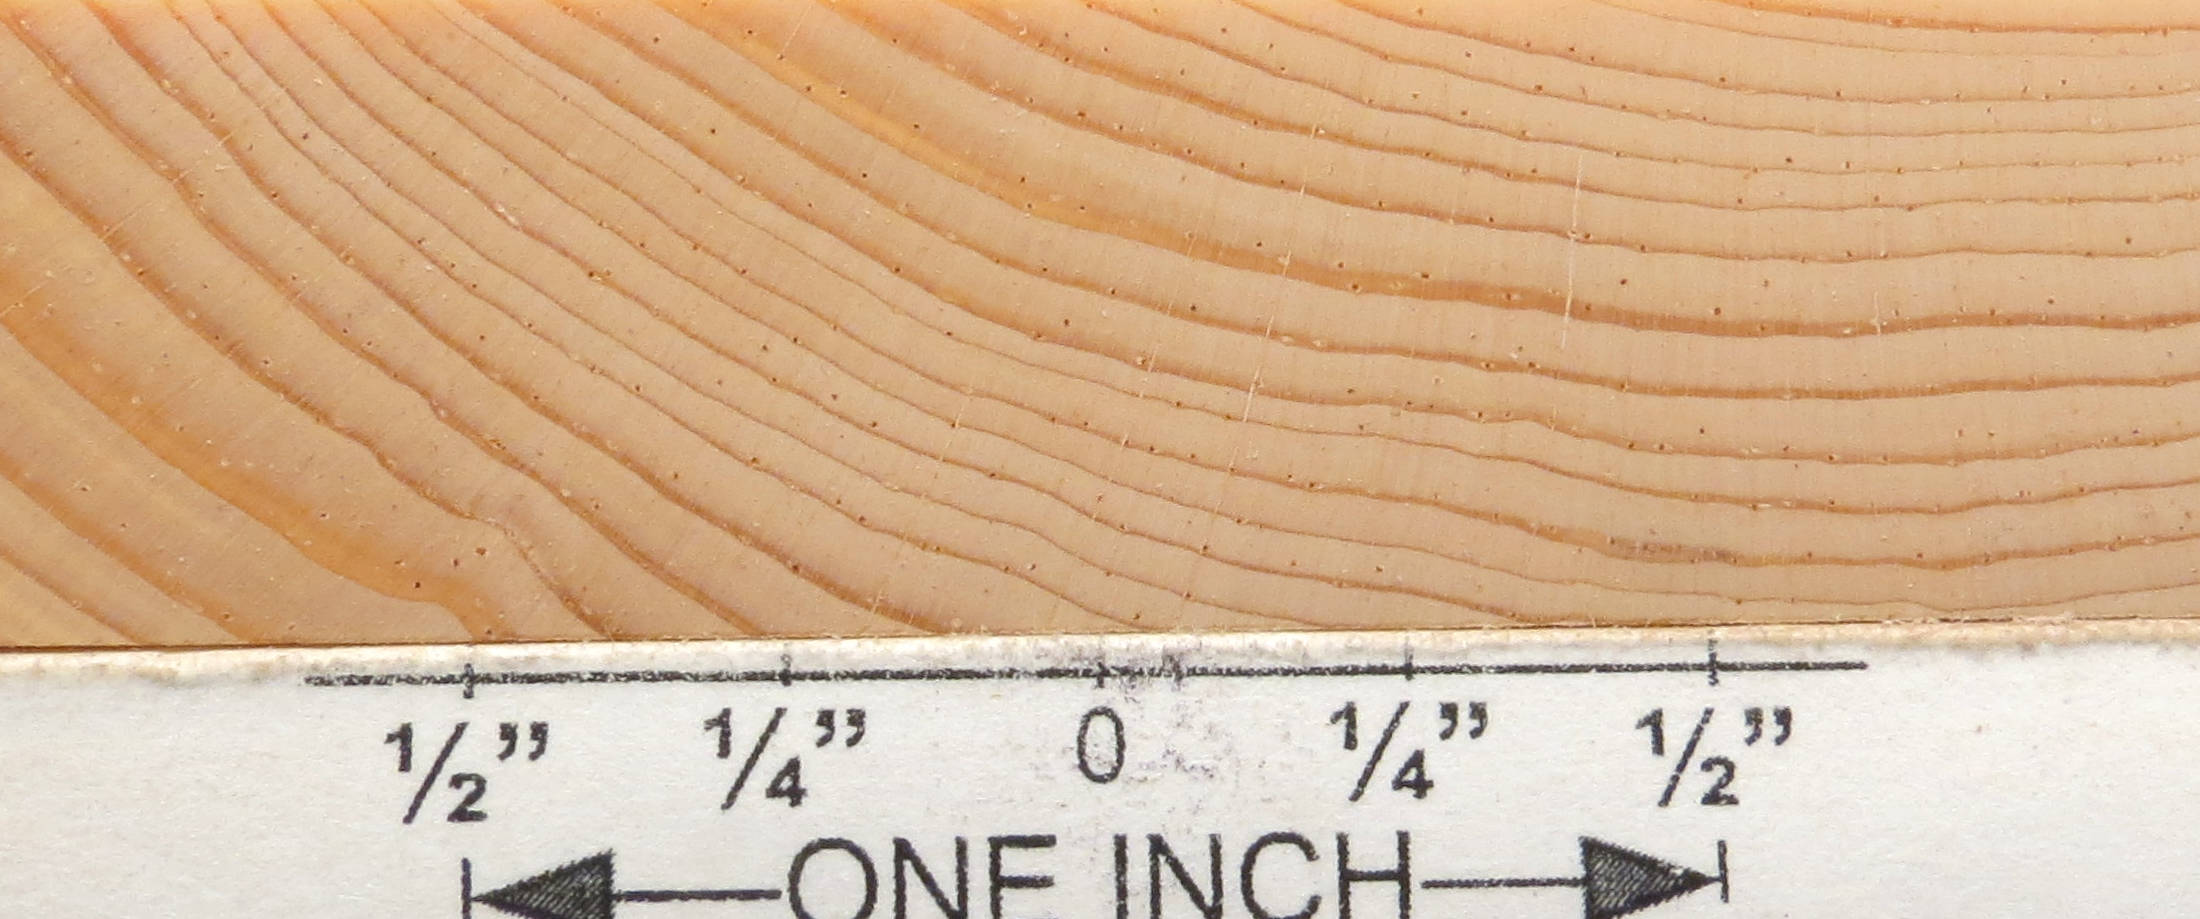 1/2” 1/4” 0 1/4” 1/2”
ONE INCH